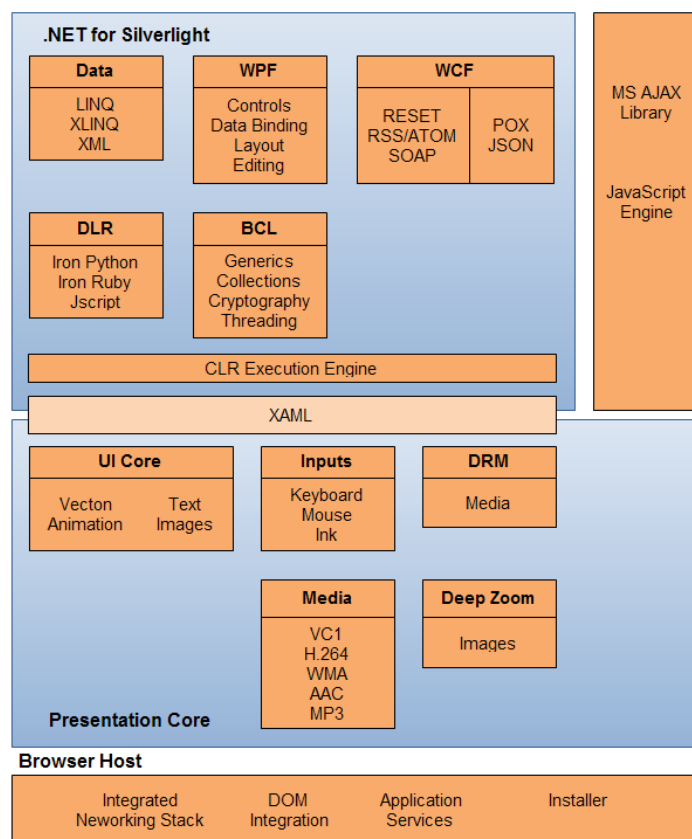 .NET for Silverlight
Data
LINQ
XLINQ
XML
WPF
Controls
Data Binding
Layout
Editing
WCF
RESET
RSS/ATOM
SOAP
POX
JSON
MS AJAX
Library
JavaScript
Engine
DLR
Iron Python
Iron Ruby
Jscript
BCL
Generics
Collections
Cryptography
Threading
CLR Execution Engine
XAML
UI Core
Vecton
Animation
Text
Images
Inputs
Keyboard
Mouse
Ink
DRM
Media
Media
VC1
H.264
WMA
AAC
MP3
Deep Zoom
Images
Presentation Core
Browser Host
Integrated
Neworking Stack
DOM
Integration
Application
Services
Installer